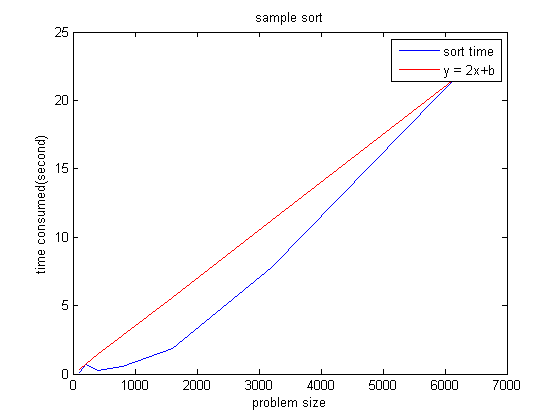 sample sort
sort time
y = 2x+b
time consumed(second)
25
20
15
10
5
0
0 1000 2000 3000 4000 5000 6000 7000
problem size